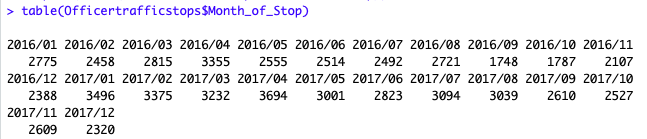 > table(Officertrafficstops$Month_of_Stop)
2016/01 2016/02 2016/03 2016/04 2016/05 2016/06 2016/07 2016/08 2016/09 2016/10 2016/11
2775 2458 2815 3355 2555 2514 2492 2721 1748 1787 2107
2016/12 2017/01 2017/02 2017/03 2017/04 2017/05 2017/06 2017/07 2017/08 2017/09 2017/10
2388 3496 3375 3232 3694 3001 2823 3094 3039 2610 2527
2017/11 2017/12
2609 2320